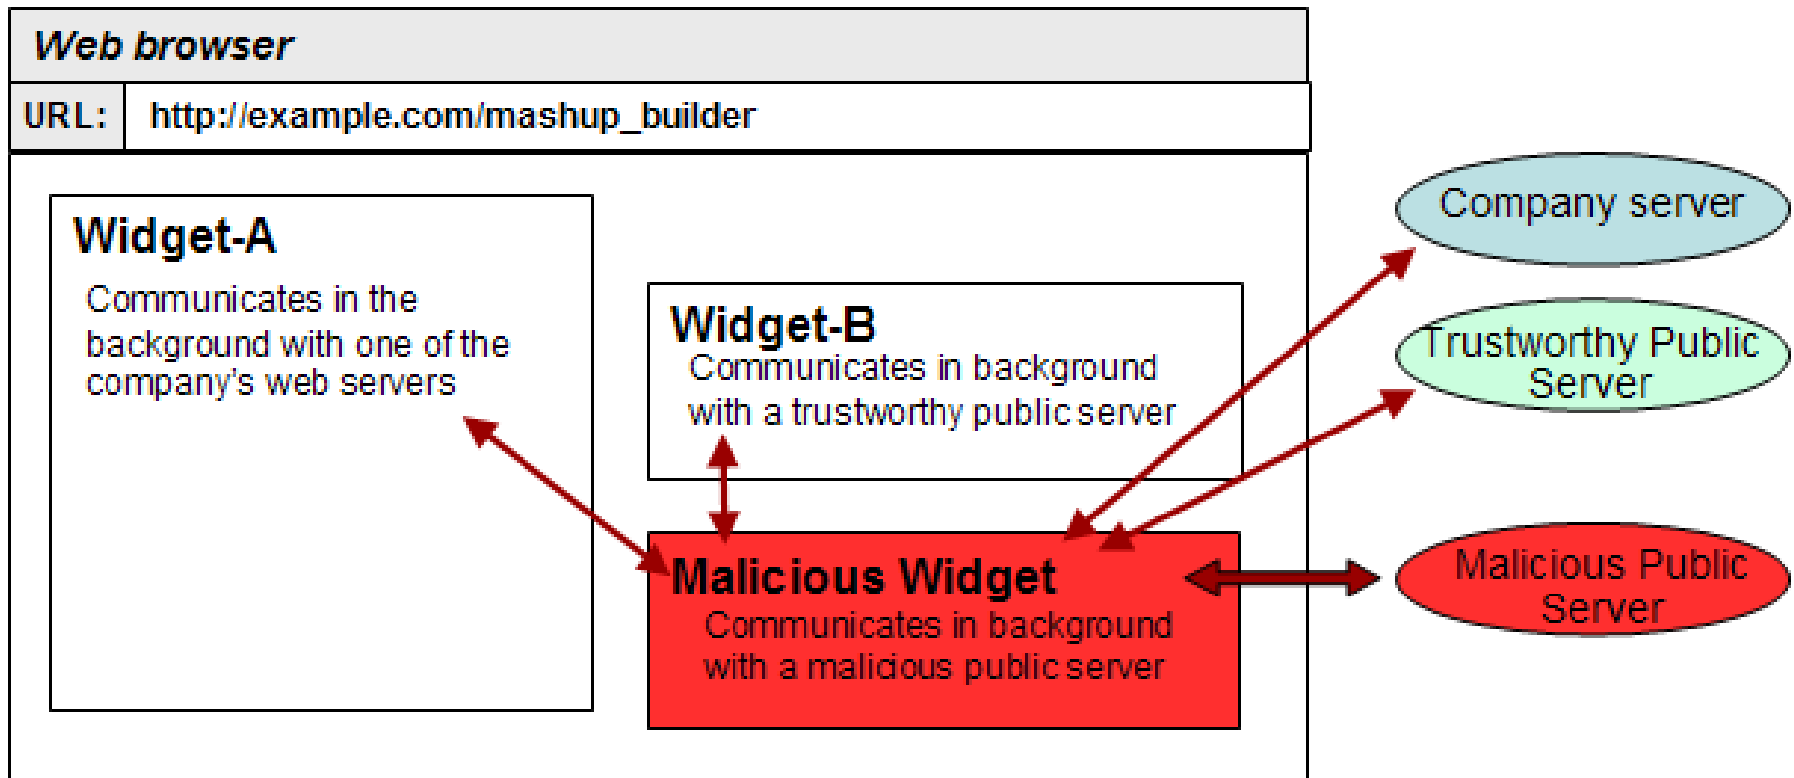 Web browser
URL: http://example.com/mashup_builder
Widget-A
Communicates in the
background with one of the
company's web servers
Widget-B
Communicates in background
with a trustworthy public server
Malicious Widget
Communicates in background
with a malicious public server
Company server
Trustworthy Public
Server
Malicious Public
Server